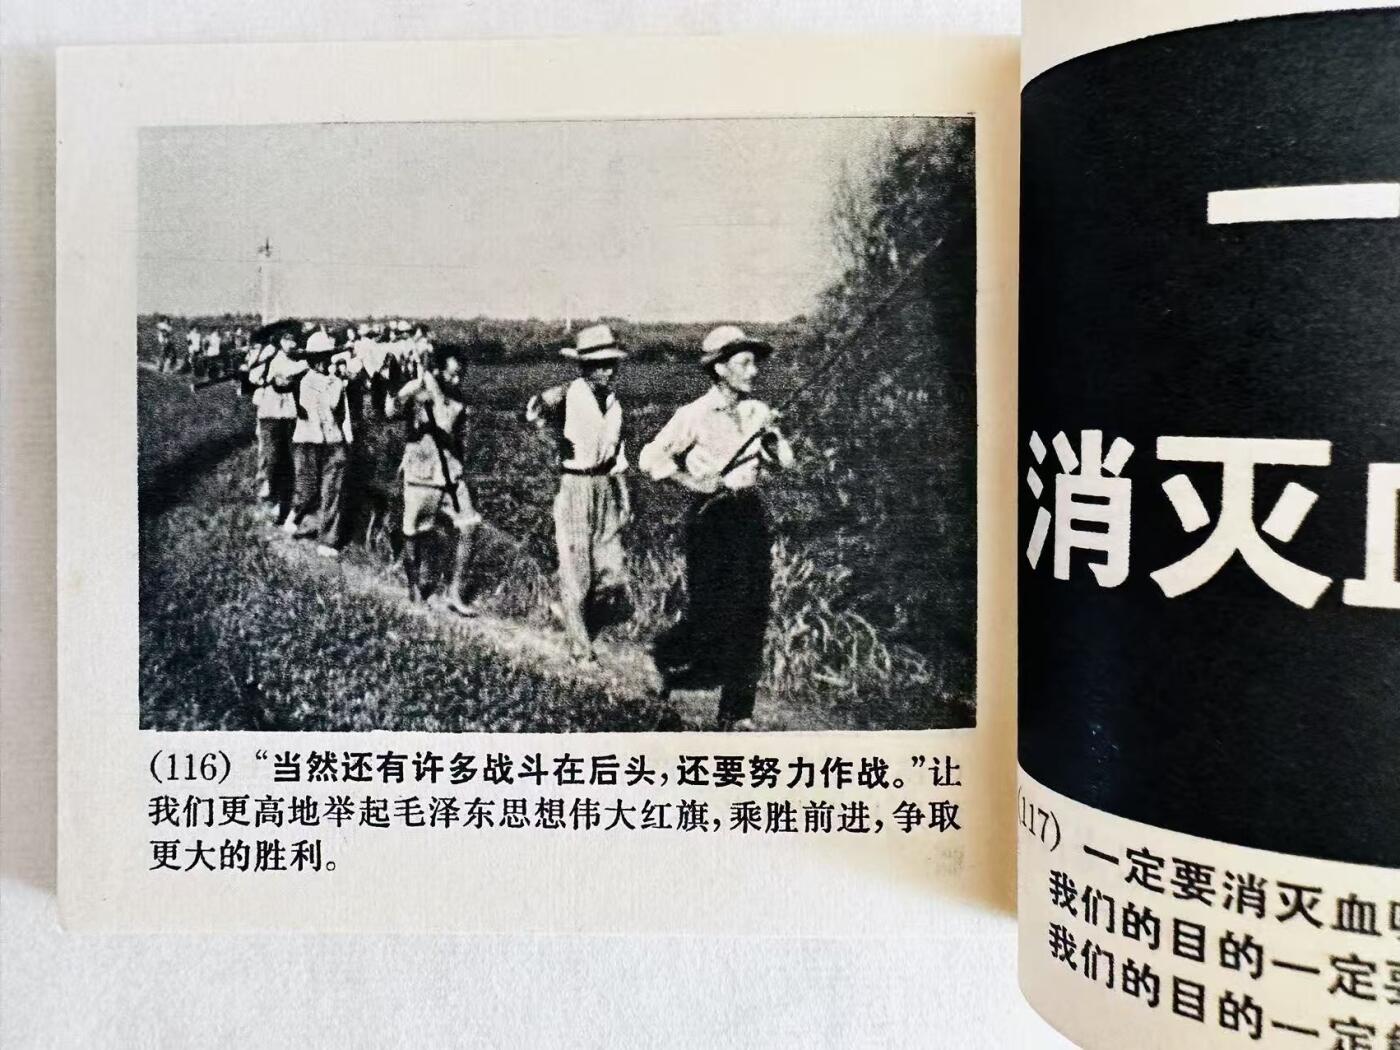 (116)“当然还有许多战斗在后头，还要努力作战。”让
我们更高地举起毛泽东思想伟大红旗，乘胜前进，争取
更大的胜利。
一
消灭
(117) 一定要消灭血
我们的目的一定
我们的目的一定